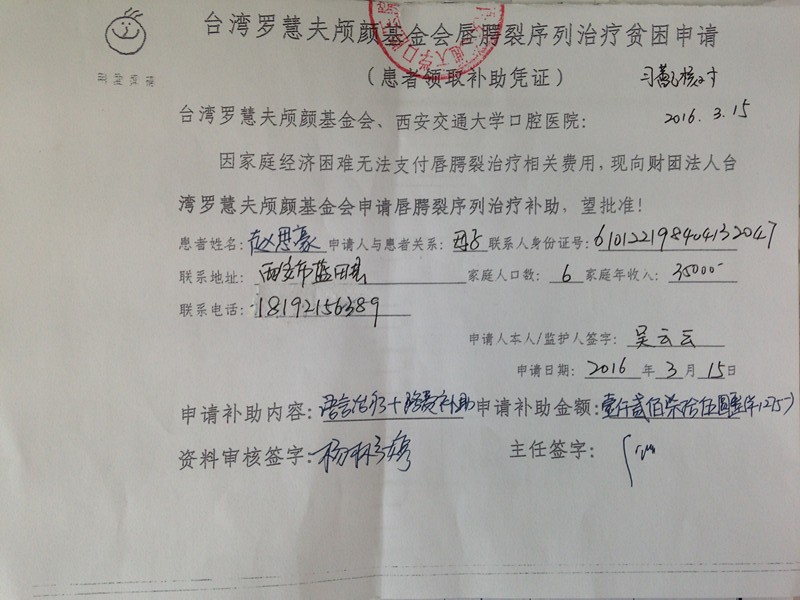 台湾罗慧夫颅颜基金会唇腭裂序列治疗贫困申请
(患者领取补助凭证)
2016.3.15
台湾罗慧夫颅颜基金会、西安交通大学口腔医院:
因家庭经济困难无法支付唇腭裂治疗相关费用,现向财团法人台
湾罗慧夫颅颜基金会申请唇腭裂序列治疗补助,望批准!
患者姓名: 赵思豪 申请人与患者关系: 母子 联系人身份证号: 610122198404132047
联系地址: 西安市蓝田县 家庭人口数: 6 家庭年收入: 35000
联系电话: 18192156389
申请人本人/监护人签字: 吴云云
申请日期: 2016 年 3 月 15 日
申请补助内容: 语言治疗+路费补助 申请补助金额: 壹仟贰佰柒拾伍圆整(¥1275)
资料审核签字: 主任签字: